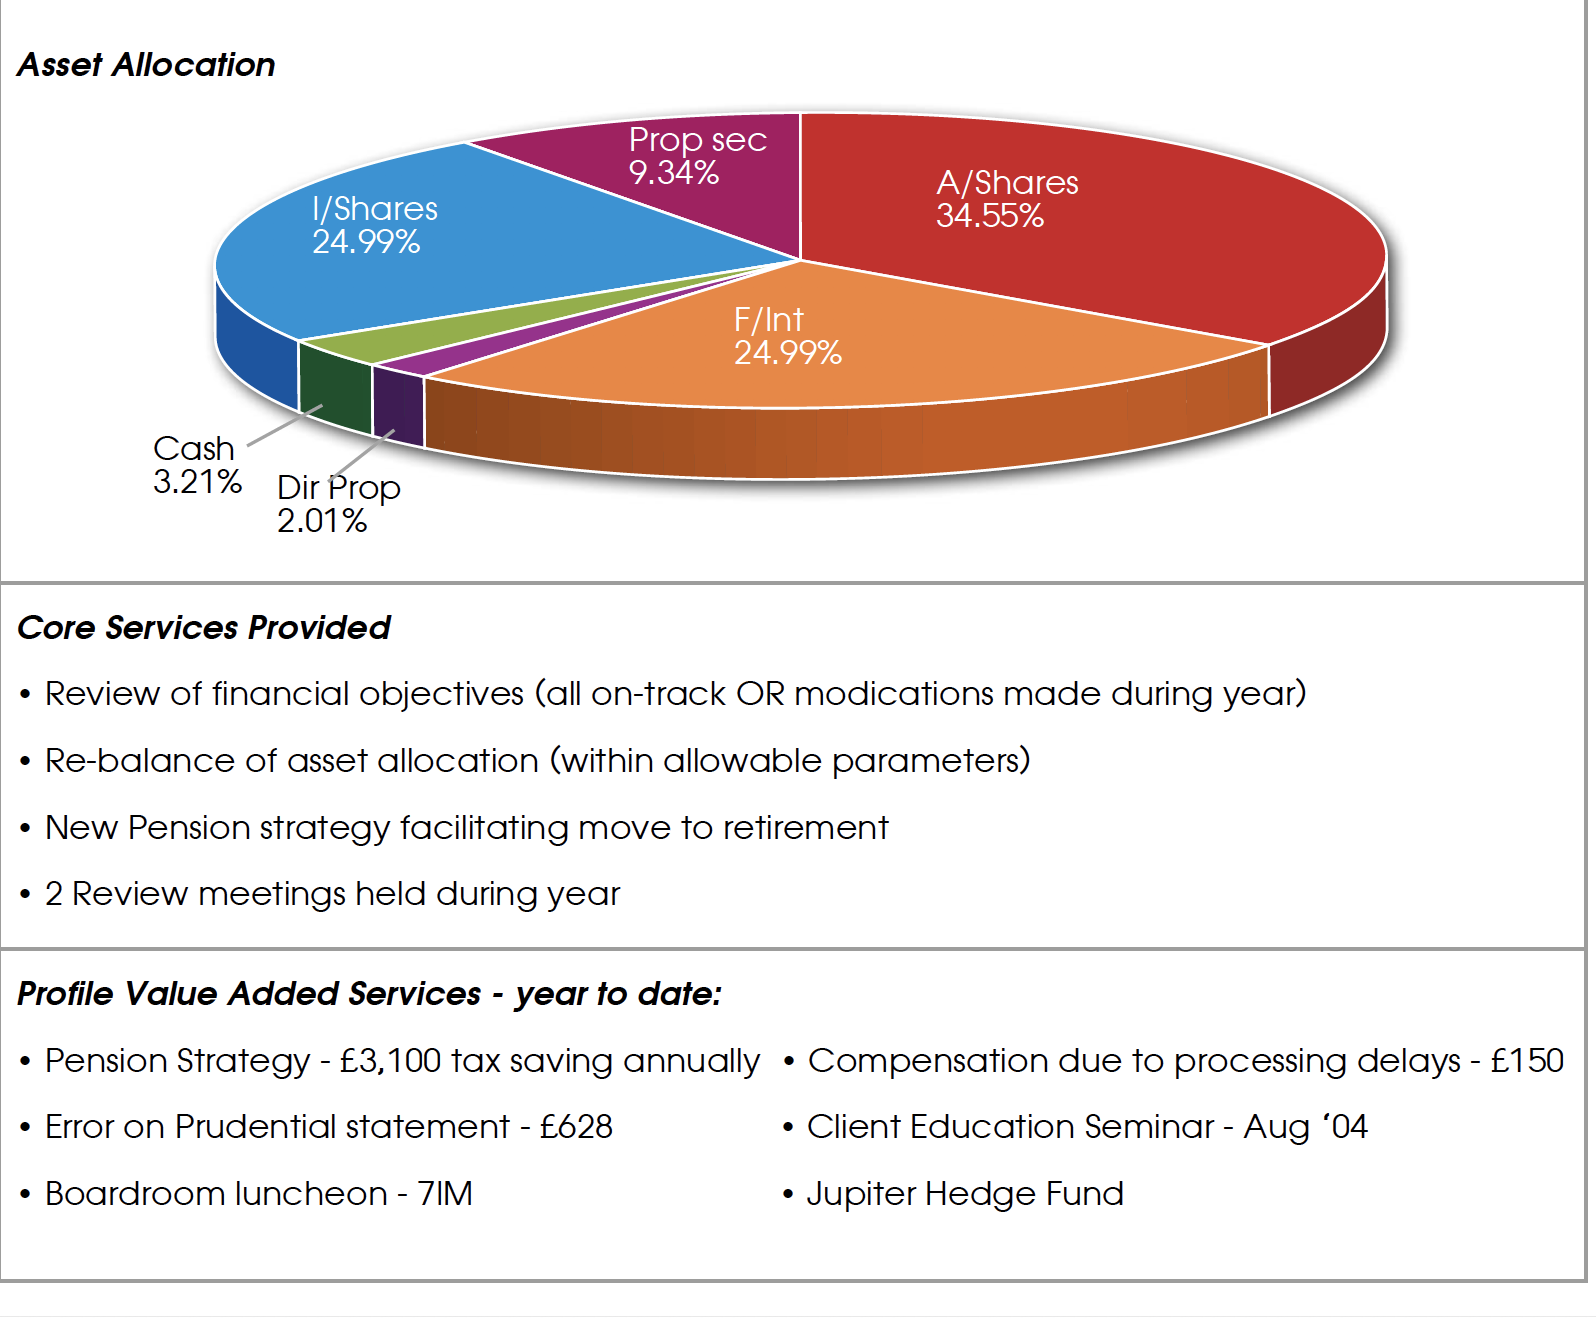 Asset Allocation
Prop sec
9.34%
A/Shares
34.55%
I/Shares
24.99%
F/Int
24.99%
Cash
3.21%
Dir Prop
2.01%
Core Services Provided
• Review of financial objectives (all on-track OR modications made during year)
• Re-balance of asset allocation (within allowable parameters)
• New Pension strategy facilitating move to retirement
• 2 Review meetings held during year
Profile Value Added Services - year to date:
• Pension Strategy - £3,100 tax saving annually
• Error on Prudential statement - £628
• Boardroom luncheon - 7IM
• Compensation due to processing delays - £150
• Client Education Seminar - Aug ‘04
• Jupiter Hedge Fund